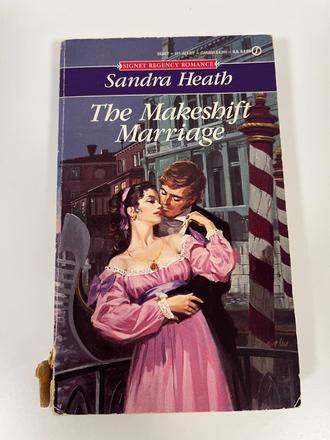 SIGNET REGENCY ROMANCE
Sandra Heath
The Makeshift
Marriage